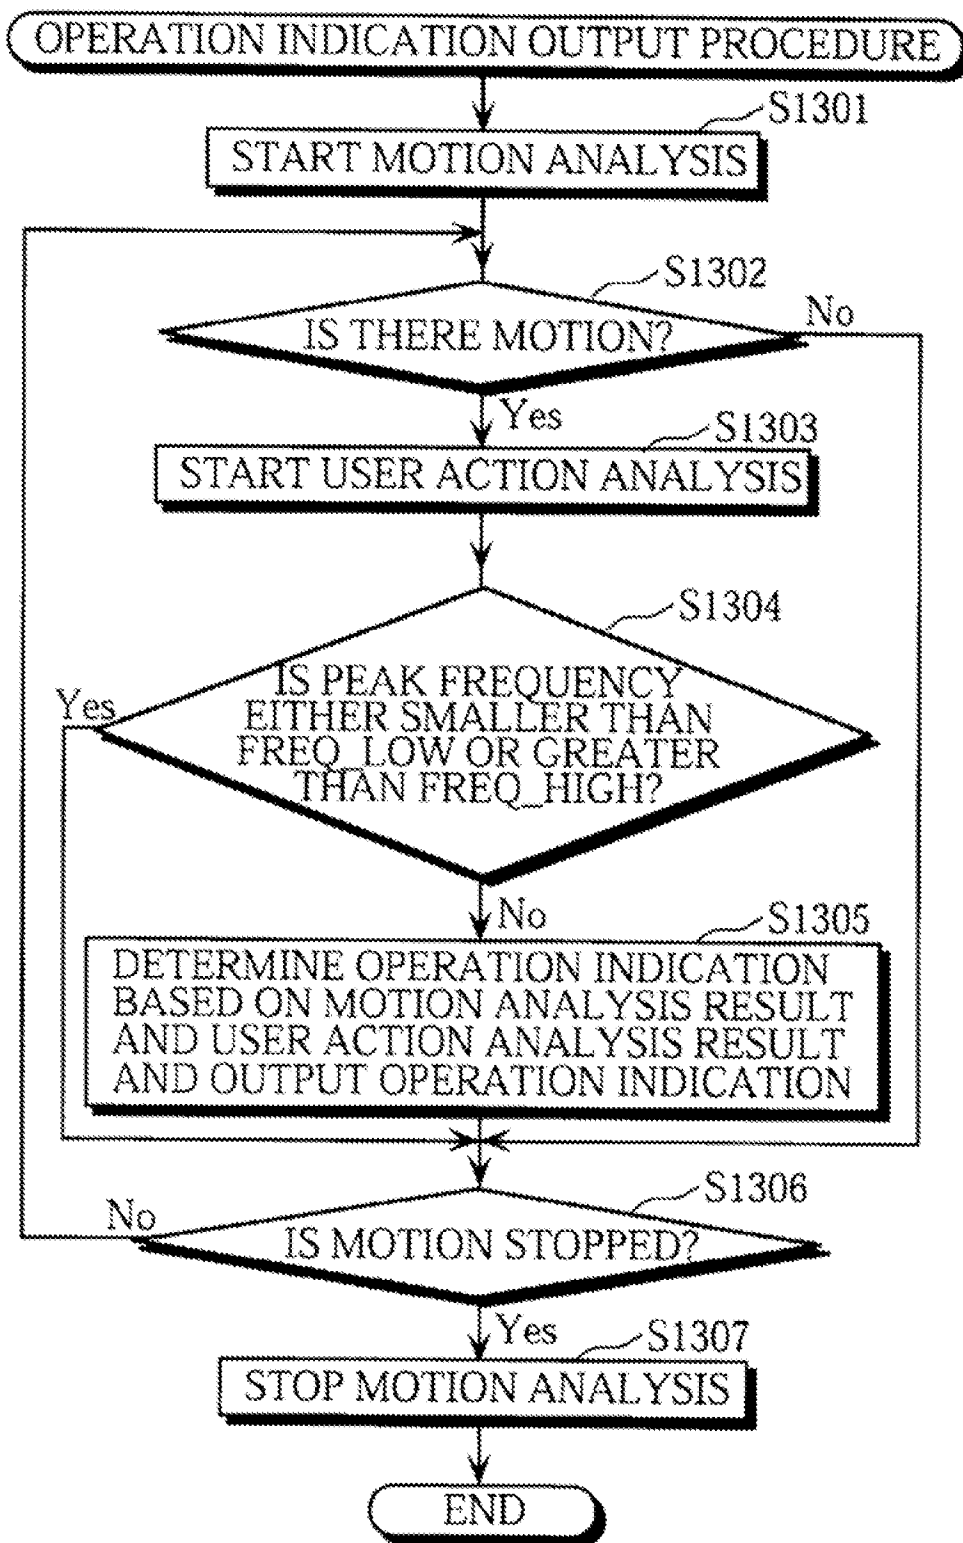 OPERATION INDICATION OUTPUT PROCEDURE
S1301
START MOTION ANALYSIS
S1302
IS THERE MOTION?
No
Yes
S1303
START USER ACTION ANALYSIS
S1304
IS PEAK FREQUENCY
EITHER SMALLER THAN
FREQ_LOW OR GREATER
THAN FREQ_HIGH?
Yes
No
S1305
DETERMINE OPERATION INDICATION
BASED ON MOTION ANALYSIS RESULT
AND USER ACTION ANALYSIS RESULT
AND OUTPUT OPERATION INDICATION
S1306
IS MOTION STOPPED?
No
Yes
S1307
STOP MOTION ANALYSIS
END